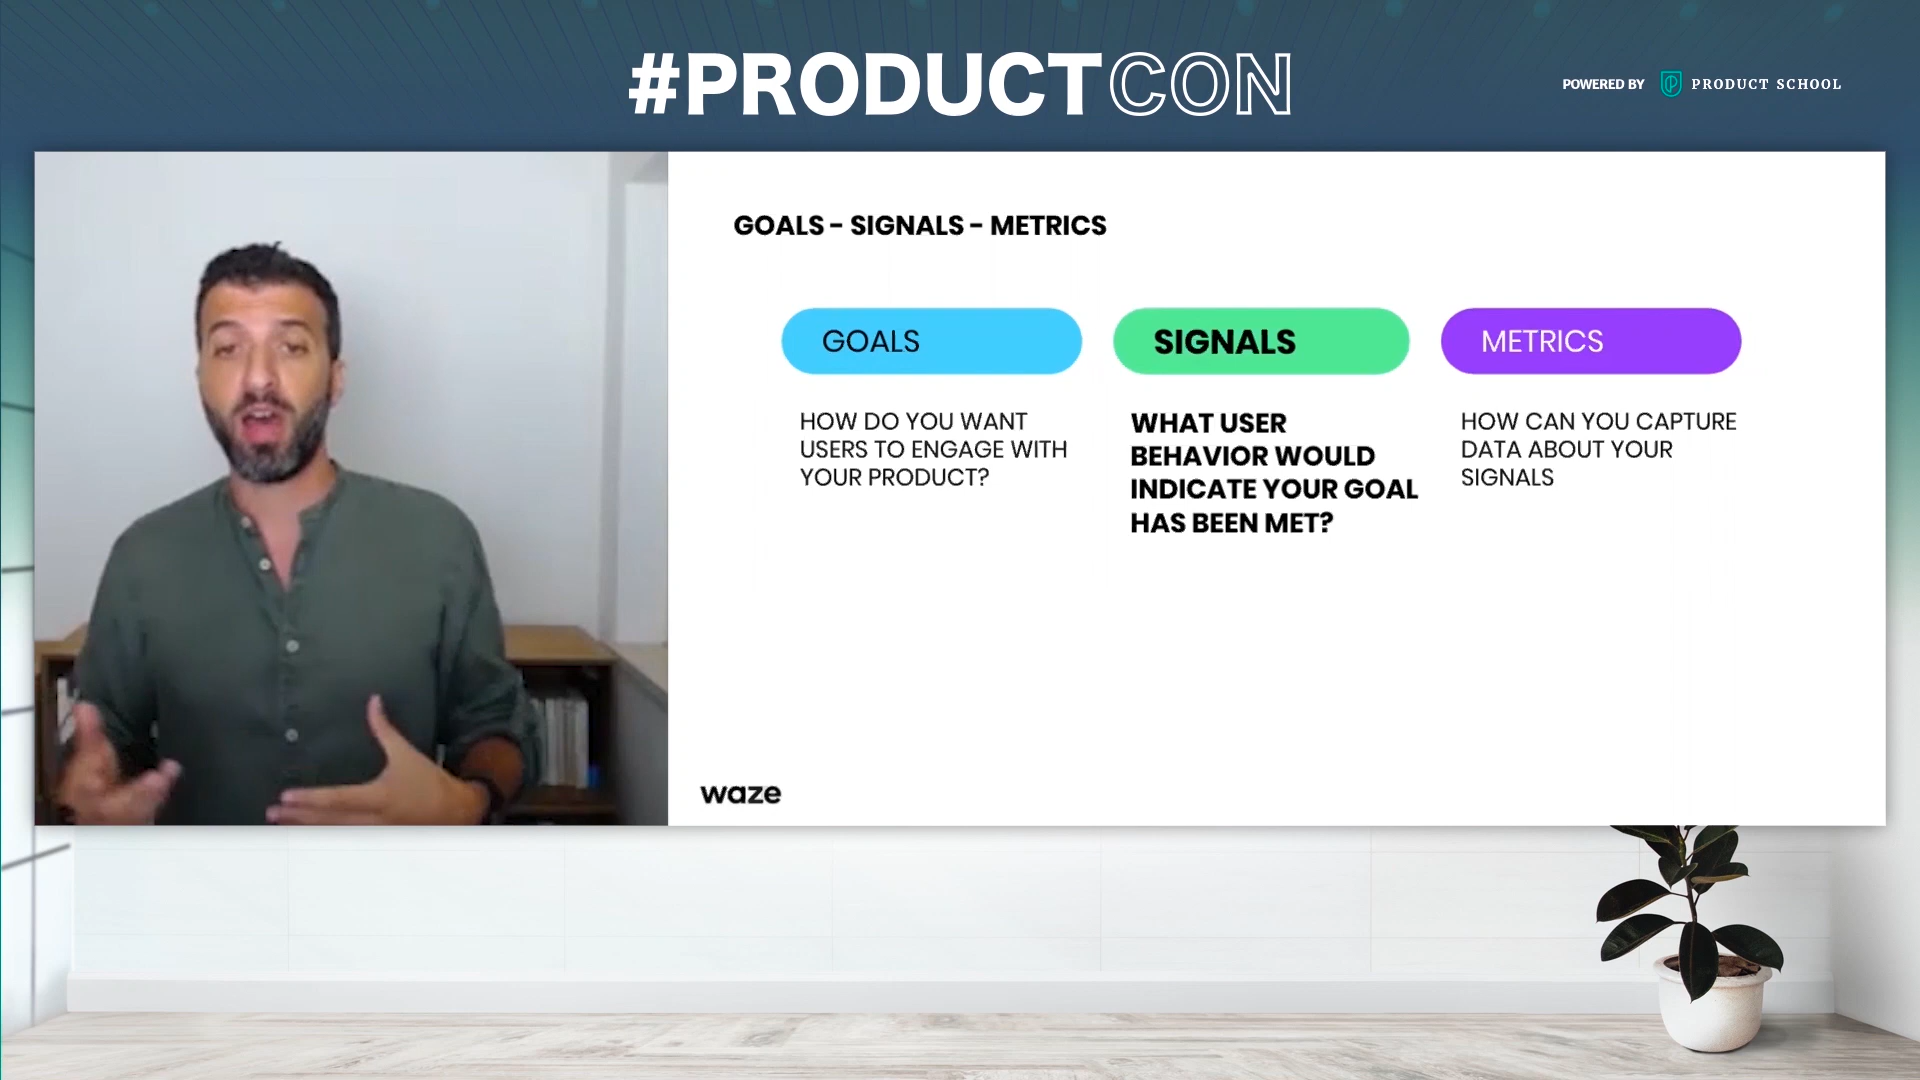 #PRODUCTCON
POWERED BY PRODUCT SCHOOL
GOALS - SIGNALS - METRICS
GOALS
HOW DO YOU WANT
USERS TO ENGAGE WITH
YOUR PRODUCT?
SIGNALS
WHAT USER
BEHAVIOR WOULD
INDICATE YOUR GOAL
HAS BEEN MET?
METRICS
HOW CAN YOU CAPTURE
DATA ABOUT YOUR
SIGNALS
waze